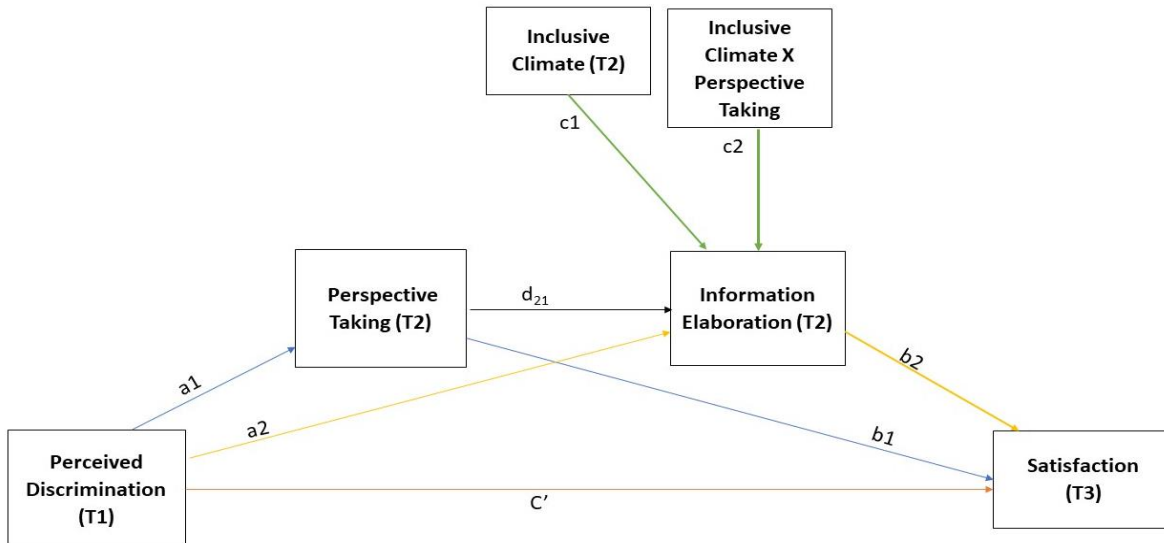 Inclusive
Climate (T2)
Inclusive
Climate X
Perspective
Taking
c1
c2
Perspective
Taking (T2)
d21
Information
Elaboration (T2)
a1
a2
b1
b2
Perceived
Discrimination
(T1)
C’
Satisfaction
(T3)